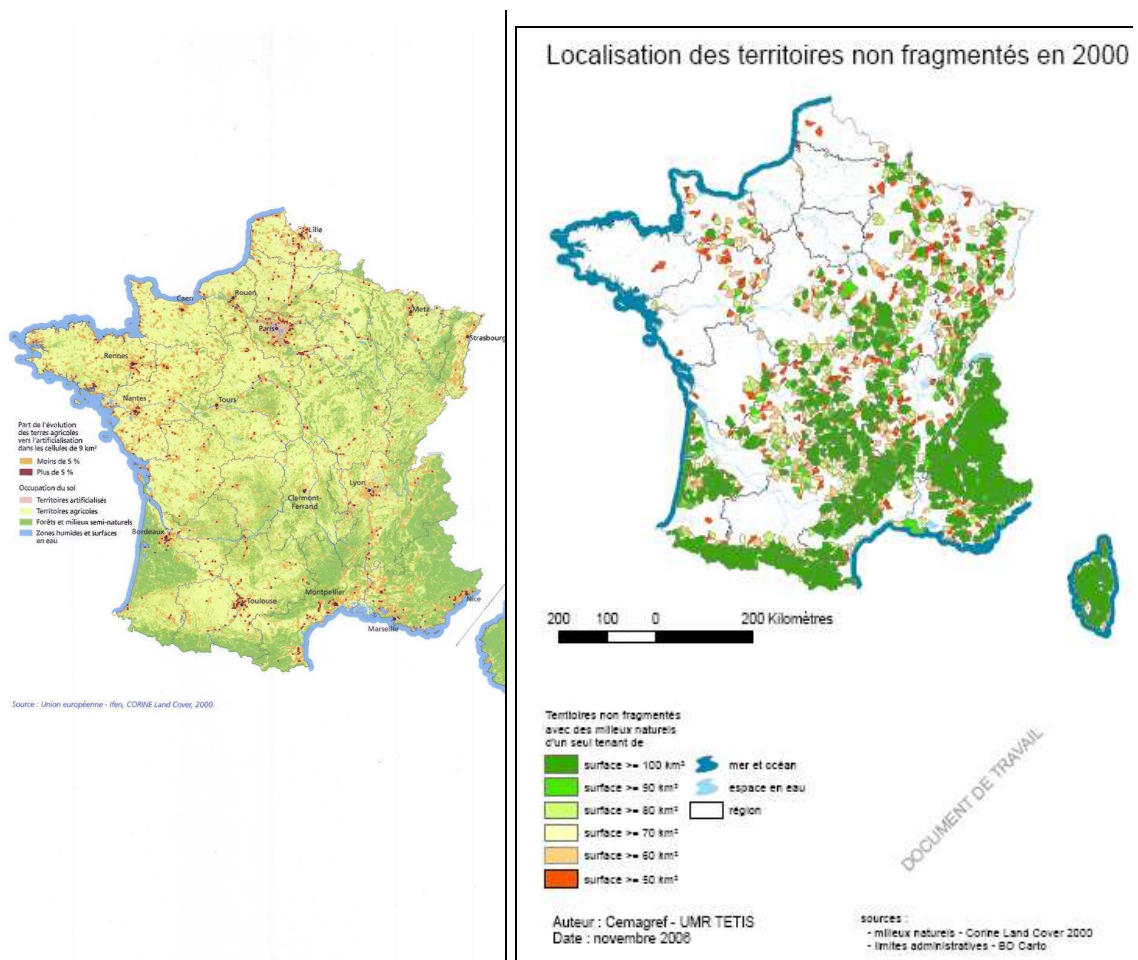 Lille
Rouen
Caen
Paris
Metz
Strasbourg
Rennes
Nantes
Tours
Part de l'évolution
des terres agricoles
vers l'artificialisation
dans les cellules de 9 km²
Moins de 5 %
Plus de 5 %
Occupation du sol
Territoires artificialisés
Territoires agricoles
Forêts et milieux semi-naturels
Zones humides et surfaces
en eau
Lyon
Clermont-
Ferrand
Bordeaux
Toulouse
Montpellier
Nice
Marseille
Source : Union européenne - Ifen, CORINE Land Cover, 2000.
Localisation des territoires non fragmentés en 2000
200 100 0 200 Kilomètres
Territoires non fragmentés
avec des milieux naturels
d'un seul tenant de
surface >= 100 km²
surface >= 90 km²
surface >= 80 km²
surface >= 70 km²
surface >= 60 km²
surface >= 50 km²
mer et océan
espace en eau
région
DOCUMENT DE TRAVAIL
Auteur : Cemagref - UMR TETIS
Date : novembre 2006
sources :
- milieux naturels - Corine Land Cover 2000
- limites administratives - BD Carto